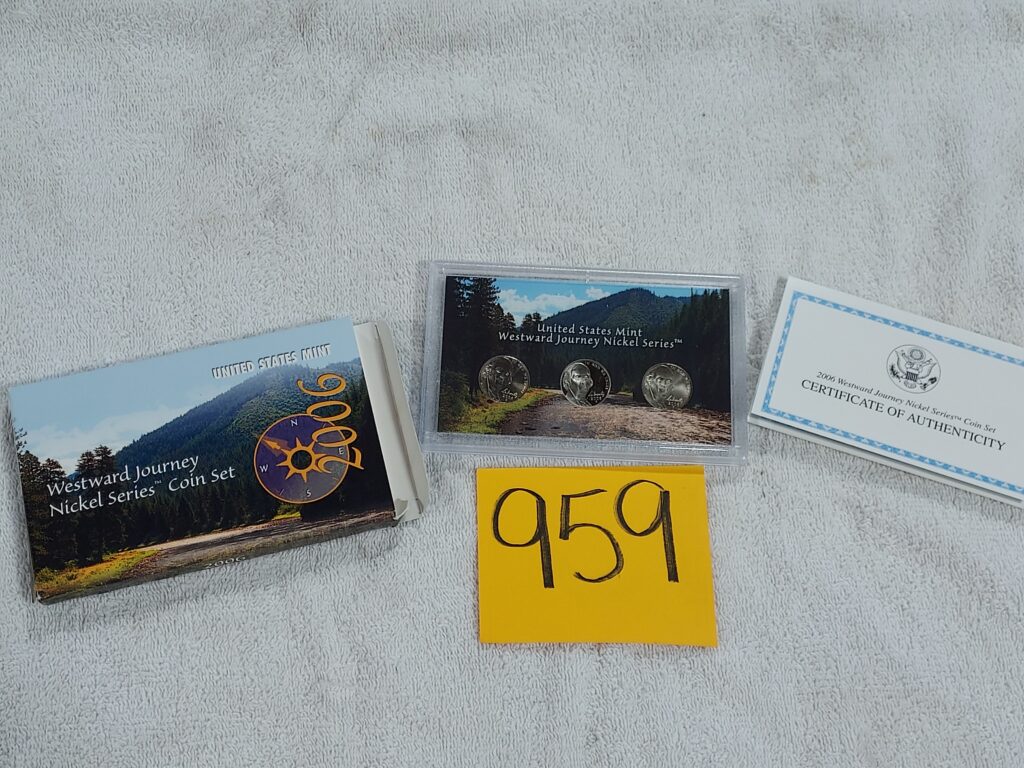 UNITED STATES MINT
2006
N
W
E
S
Westward Journey
Nickel Series™ Coin Set
United States Mint
Westward Journey Nickel Series™
2006 Westward Journey Nickel Series™ Coin Set
CERTIFICATE OF AUTHENTICITY
959